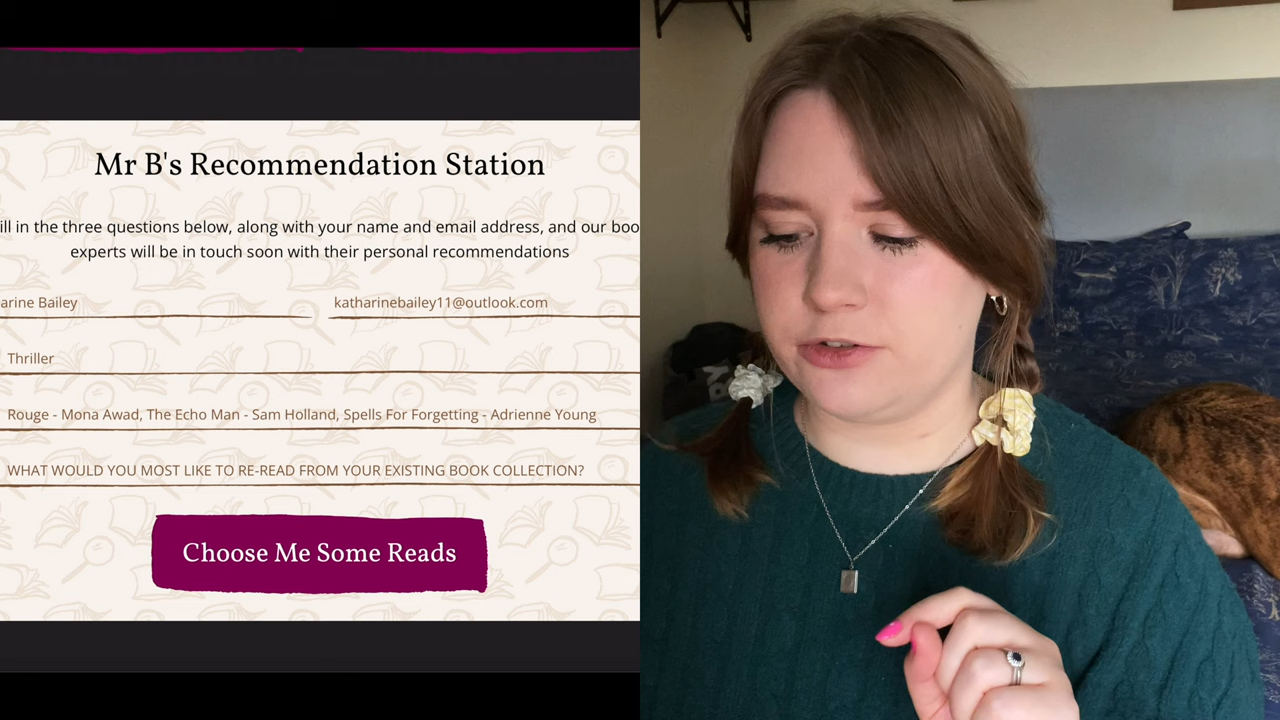 Mr B's Recommendation Station
ill in the three questions below, along with your name and email address, and our boo
experts will be in touch soon with their personal recommendations
arine Bailey
katharinebailey11@outlook.com
Thriller
Rouge - Mona Awad, The Echo Man - Sam Holland, Spells For Forgetting - Adrienne Young
WHAT WOULD YOU MOST LIKE TO RE-READ FROM YOUR EXISTING BOOK COLLECTION?
Choose Me Some Reads